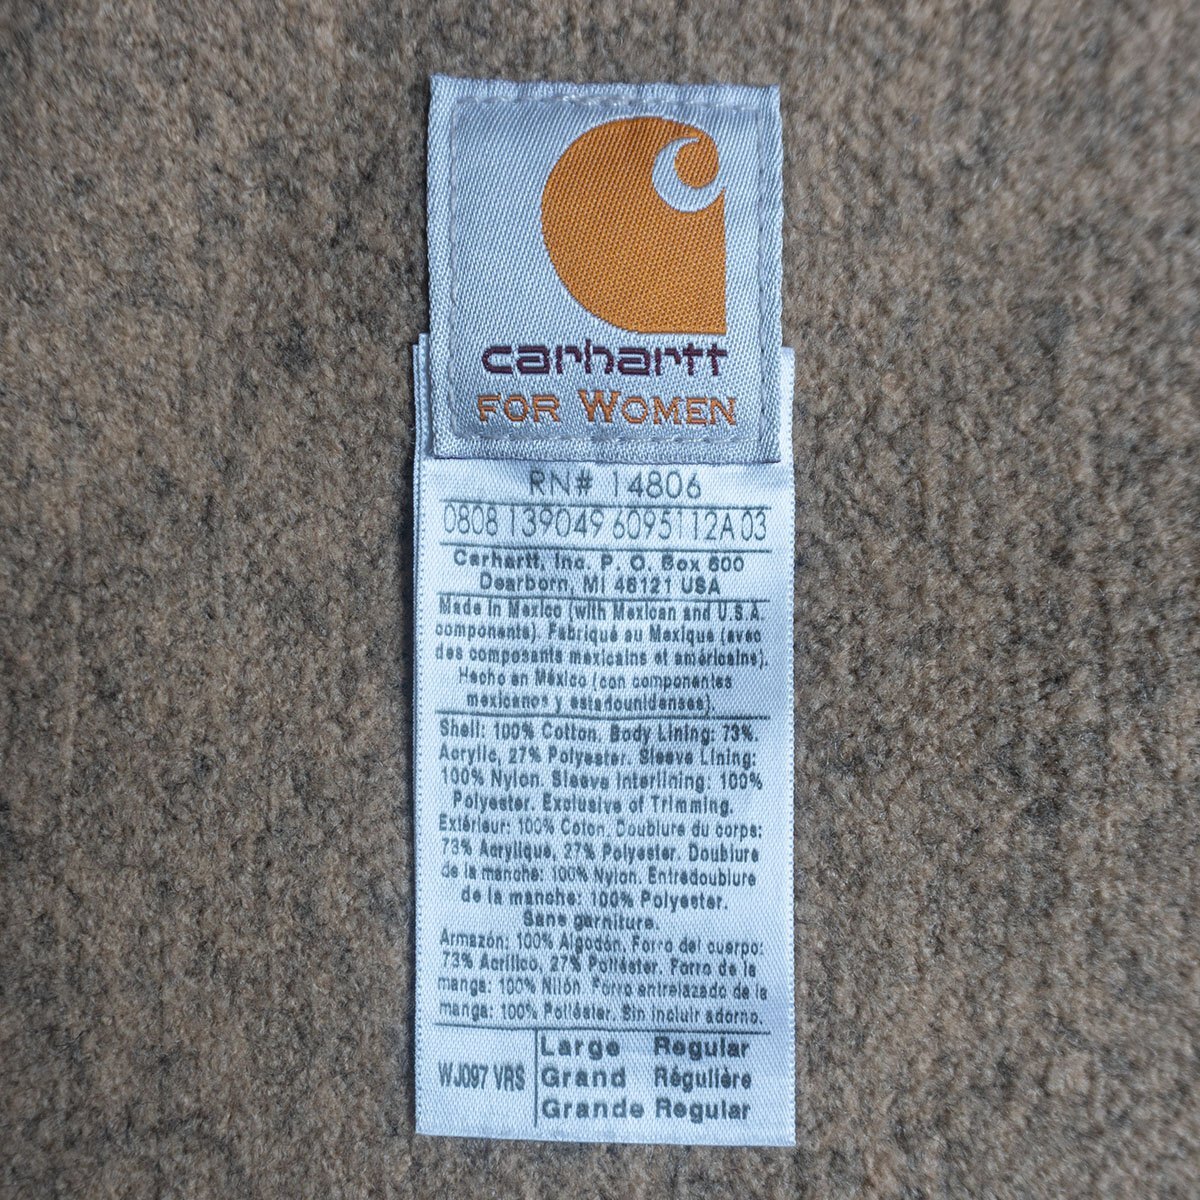 carhartt
FOR WOMEN
RN# 14806
0808 139049 6095112A 03
Carhartt, Inc. P. O. Box 600
Dearborn, MI 48121 USA
Made in Mexico (with Mexican and U.S.A.
components). Fabriqué au Mexique (avec
des composants mexicains et américains).
Hecho en México (con componentes
mexicanos y estadounidenses).
Shell: 100% Cotton. Body Lining: 73%
Acrylic, 27% Polyester. Sleeve Lining:
100% Nylon. Sleeve Interlining: 100%
Polyester. Exclusive of Trimming.
Extérieur: 100% Coton. Doublure du corps:
73% Acrylique, 27% Polyester. Doublure
de la manche: 100% Nylon. Entredoublure
de la manche: 100% Polyester.
Sans garniture.
Armazón: 100% Algodón. Forro del cuerpo:
73% Acrílico, 27% Poliéster. Forro de la
manga: 100% Nilón. Forro entrelazado de la
manga: 100% Poliéster. Sin incluir adorno.
WJ097 VRS
Large Regular
Grand Régulière
Grande Regular